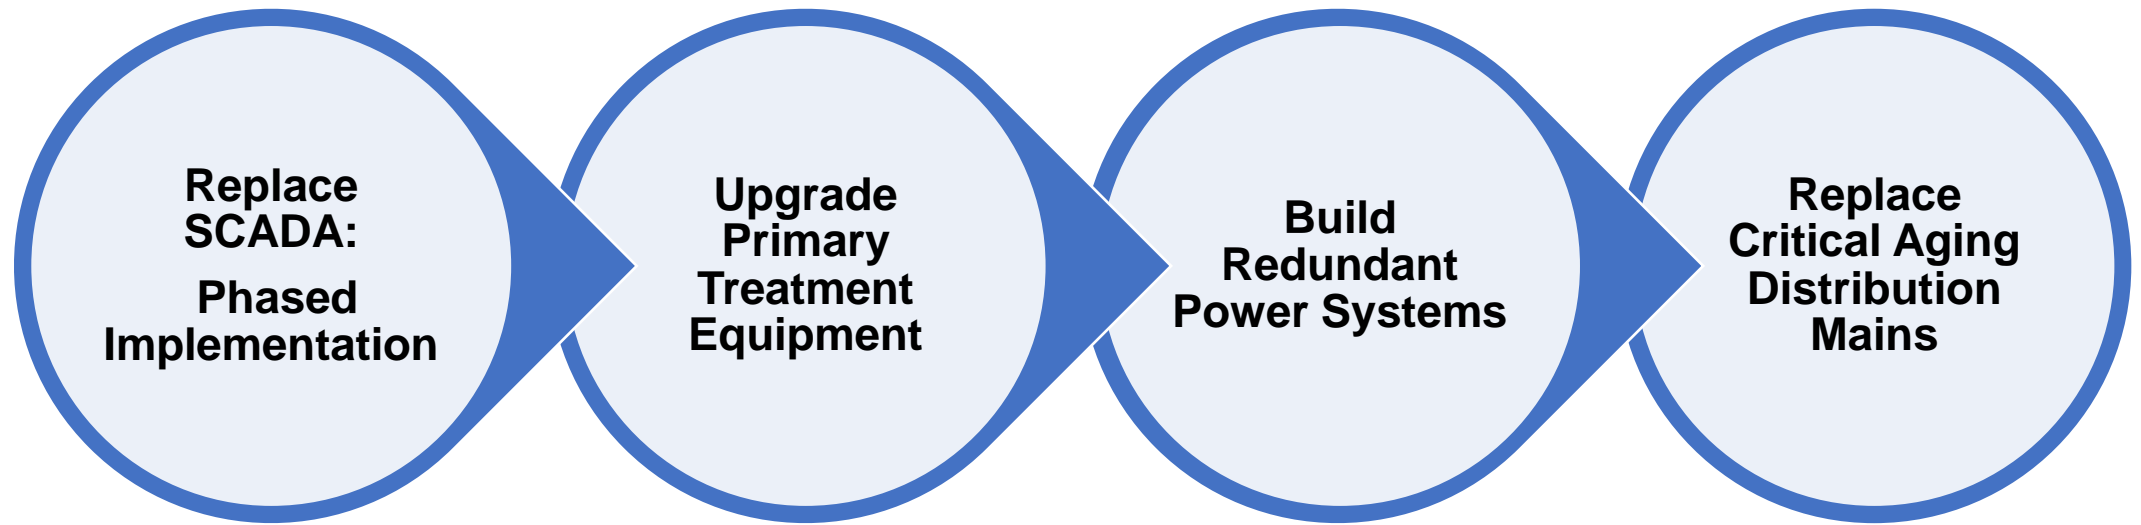 Replace
SCADA:
Phased
Implementation
Upgrade
Primary
Treatment
Equipment
Build
Redundant
Power Systems
Replace
Critical Aging
Distribution
Mains